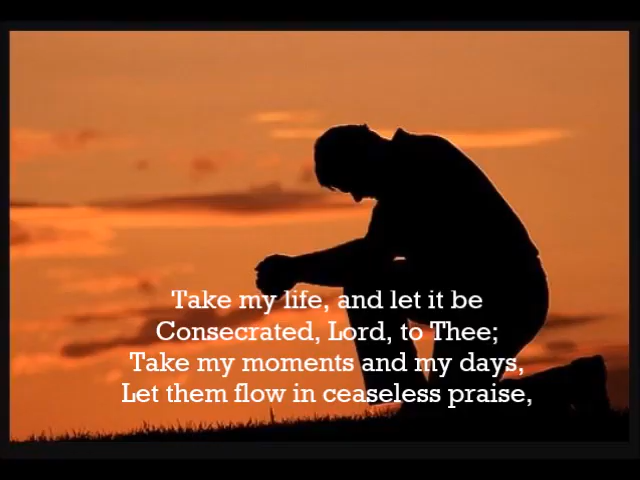 Take my life, and let it be
Consecrated, Lord, to Thee;
Take my moments and my days,
Let them flow in ceaseless praise,